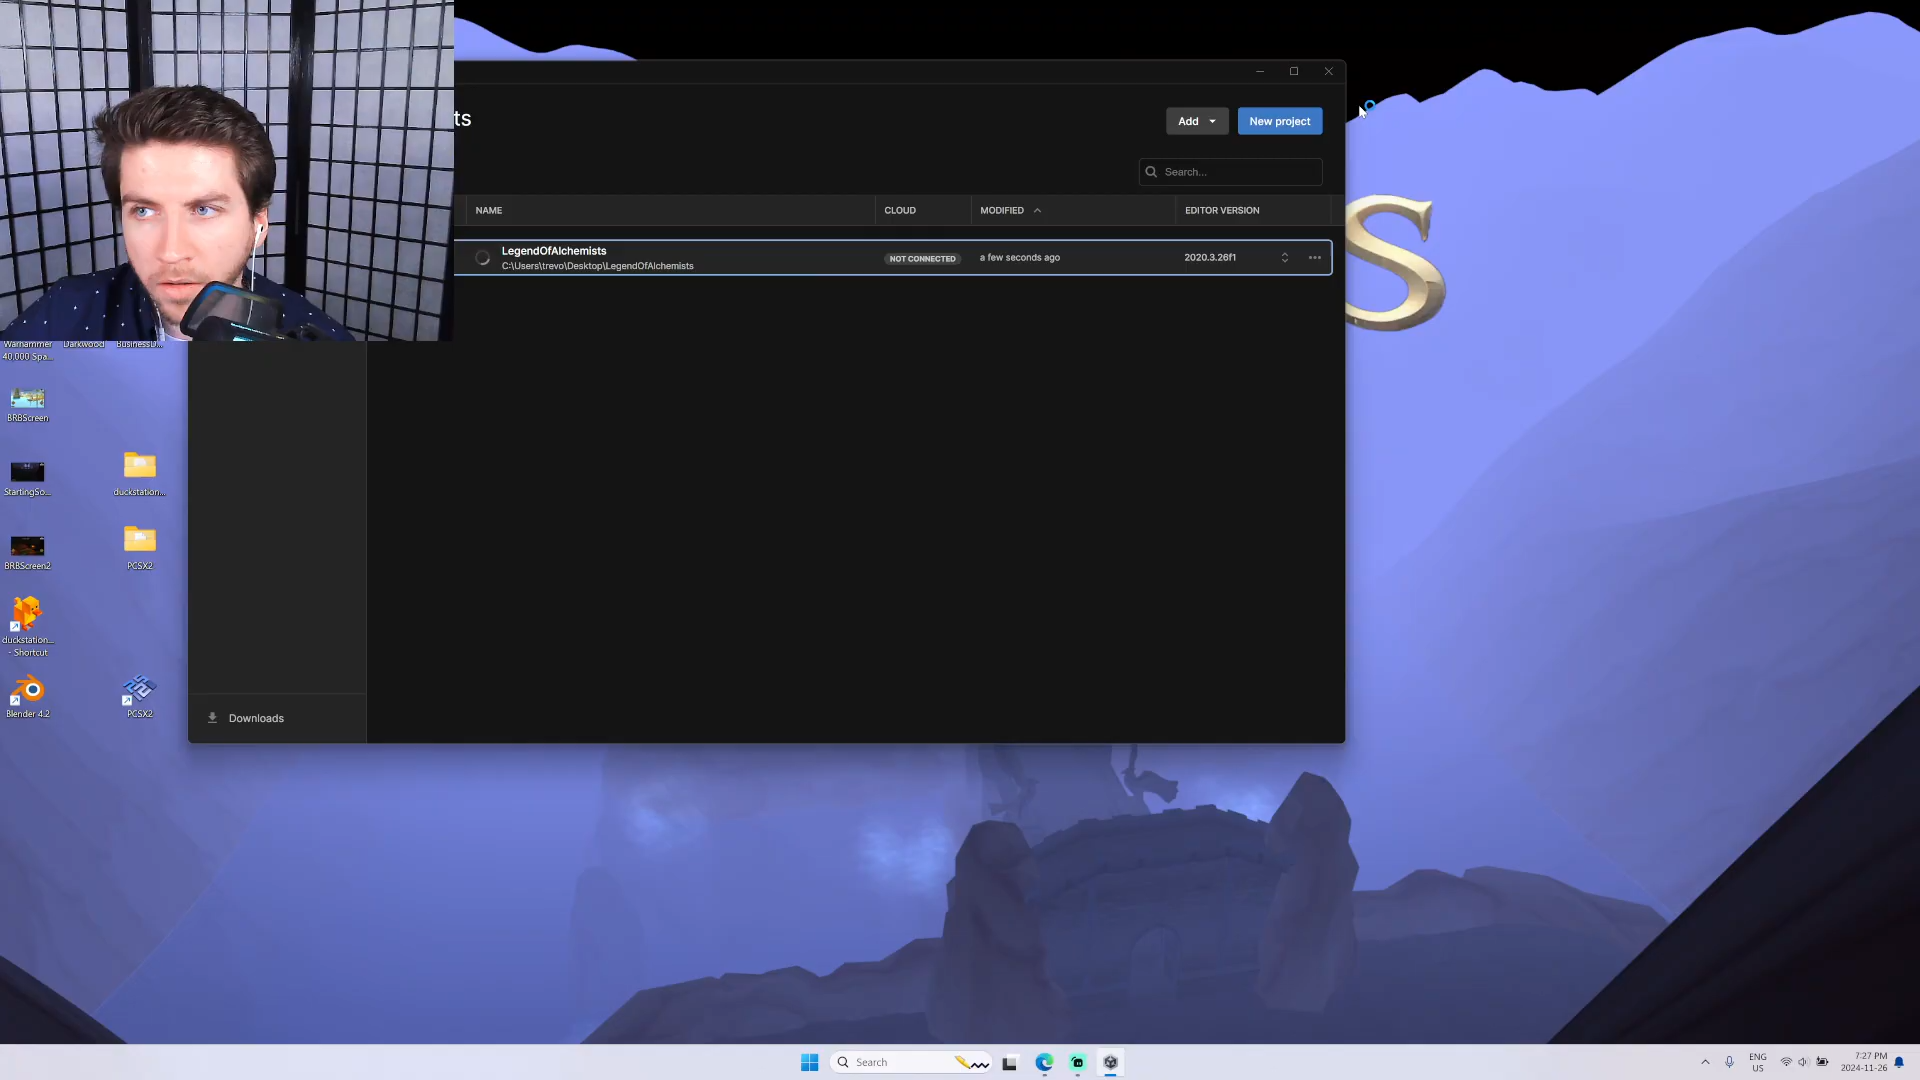 ts
Add
New project
Search...
NAME
CLOUD
MODIFIED
EDITOR VERSION
LegendOfAlchemists
C:\Users\trevo\Desktop\LegendOfAlchemists
NOT CONNECTED
a few seconds ago
2020.3.26f1
S
Warhammer
40,000 Spa...
Darkwood
BusinessD...
BRBScreen
StartingSo...
duckstation...
BRBScreen2
PCSX2
duckstation...
- Shortcut
Blender 4.2
PCSX2
Downloads
Search
ENG
US
7:27 PM
2024-11-26